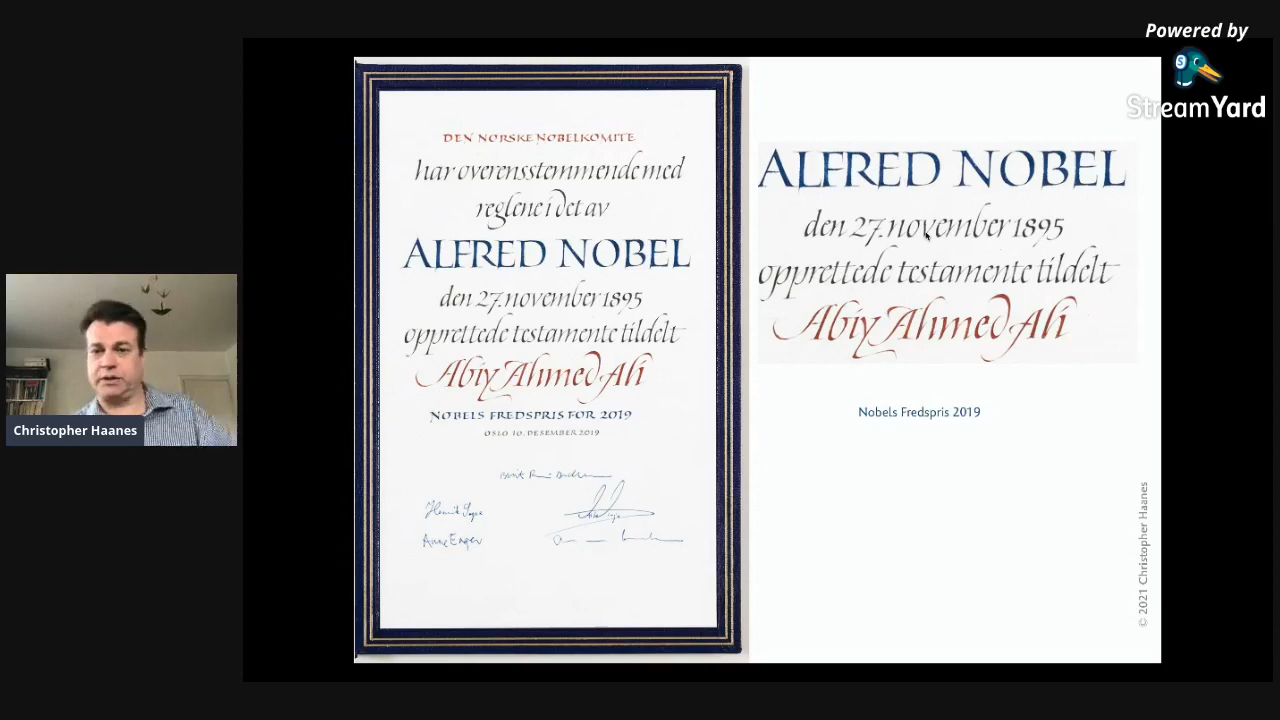 Powered by
StreamYard
DEN NORSKE NOBELKOMITE
har overensstemmende med
reglene i det av
ALFRED NOBEL
den 27. november 1895
opprettede testamente tildelt
Abiy Ahmed Ali
NOBELS FREDSPRIS FOR 2019
OSLO 10. DESEMBER 2019
Anne Enger
ALFRED NOBEL
den 27. november 1895
opprettede testamente tildelt
Abiy Ahmed Ali
Nobels Fredspris 2019
© 2021 Christopher Haanes
Christopher Haanes